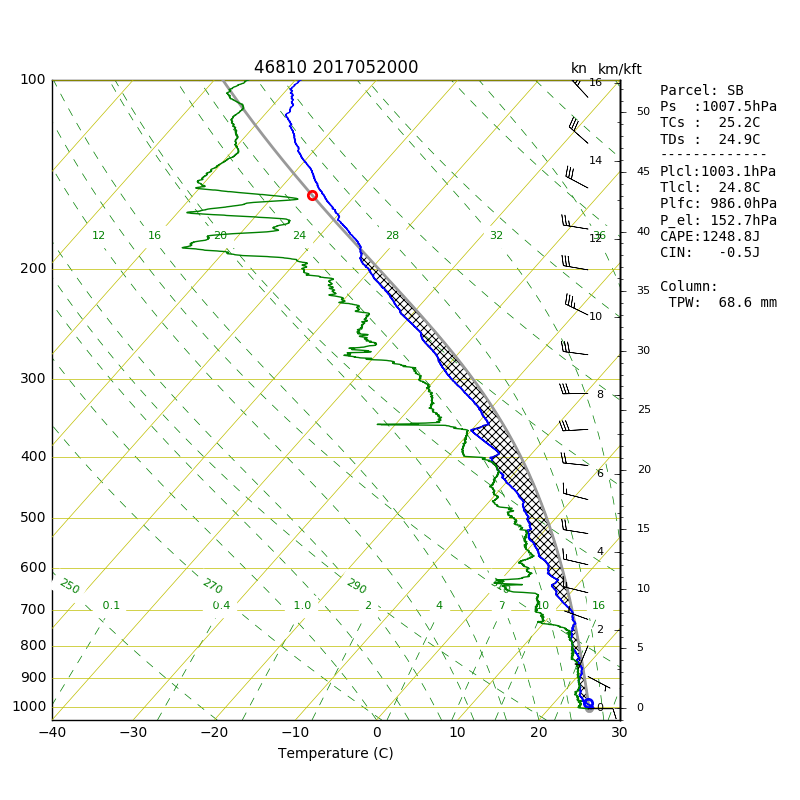 46810 2017052000
kn km/kft
Parcel: SB
Ps :1007.5hPa
TCs : 25.2C
TDs : 24.9C
-------------
Plcl:1003.1hPa
Tlcl: 24.8C
Plfc: 986.0hPa
P_el: 152.7hPa
CAPE:1248.8J
CIN: -0.5J
Column:
TPW: 68.6 mm
100
200
300
400
500
600
700
800
900
1000
16
14
12
10
8
6
4
2
0
50
45
40
35
30
25
20
15
10
5
0
12 16 20 24 28 32 36
250 270 290
0.1 0.4 1.0 2 4 7 10 16
−40 −30 −20 −10 0 10 20 30
Temperature (C)